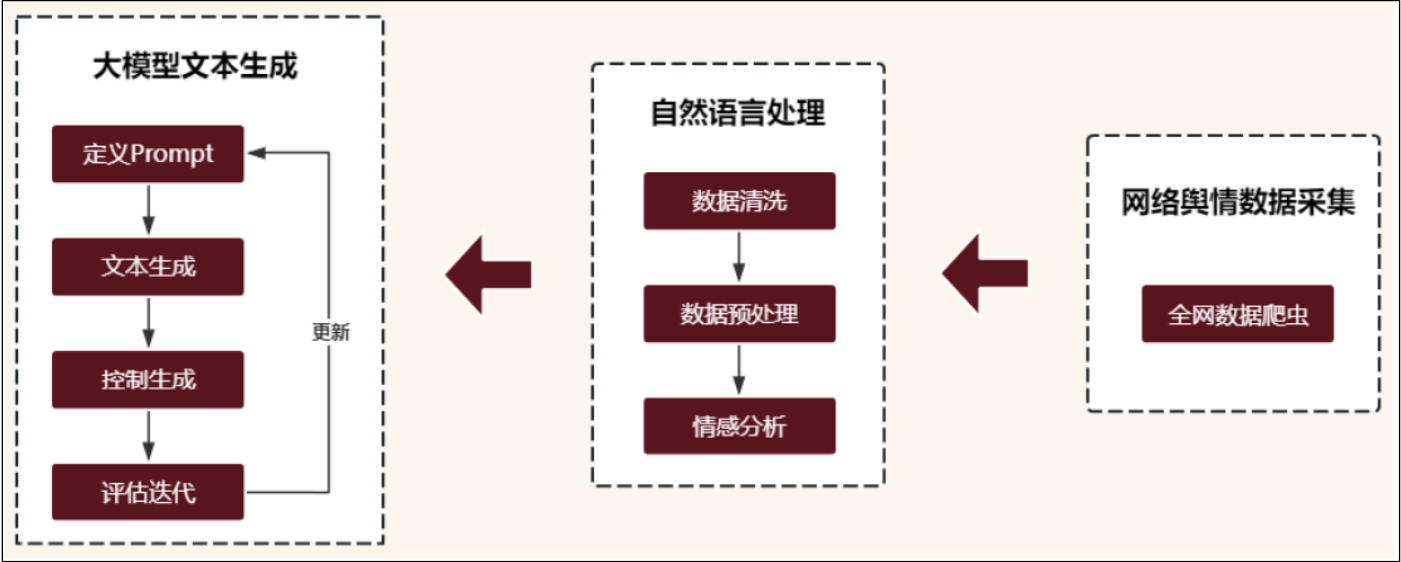 大模型文本生成
定义Prompt
文本生成
控制生成
评估迭代
更新
自然语言处理
数据清洗
数据预处理
情感分析
网络舆情数据采集
全网数据爬虫